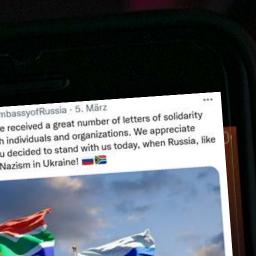 mbassyofRussia · 5. März
e received a great number of letters of solidarity
h individuals and organizations. We appreciate
u decided to stand with us today, when Russia, like
Nazism in Ukraine! 🇷🇺🇿🇦